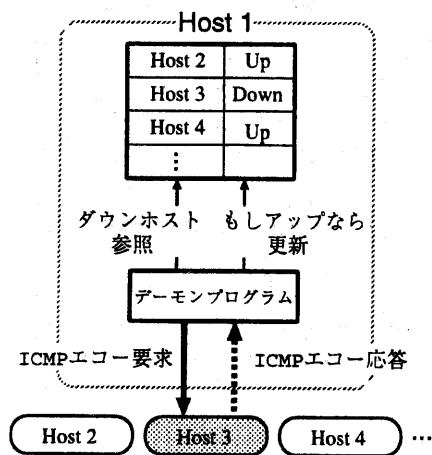 Host 1
Host 2 Up
Host 3 Down
Host 4 Up
⋮
ダウンホスト
参照
もしアップなら
更新
デーモンプログラム
ICMPエコー要求
ICMPエコー応答
Host 2
Host 3
Host 4
…